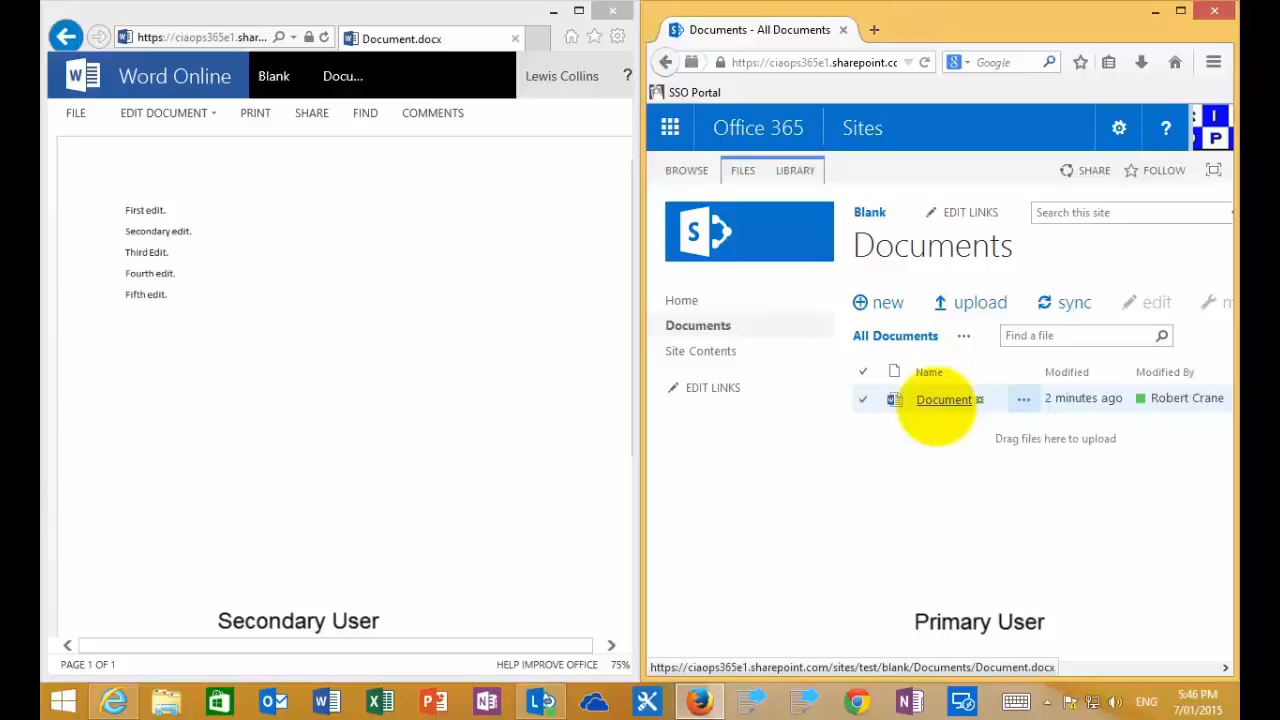 https://ciaops365e1.shar...
Document.docx
Word Online
Blank
Docu...
Lewis Collins
?
FILE
EDIT DOCUMENT
PRINT
SHARE
FIND
COMMENTS
First edit.
Secondary edit.
Third Edit.
Fourth edit.
Fifth edit.
Secondary User
PAGE 1 OF 1
HELP IMPROVE OFFICE
75%
Documents - All Documents
https://ciaops365e1.sharepoint.cc
Google
SSO Portal
Office 365
Sites
?
I
P
BROWSE
FILES
LIBRARY
SHARE
FOLLOW
Blank
EDIT LINKS
Search this site
Documents
Home
Documents
Site Contents
EDIT LINKS
new
upload
sync
edit
All Documents
...
Find a file
Name
Modified
Modified By
Document
...
2 minutes ago
Robert Crane
Drag files here to upload
Primary User
https://ciaops365e1.sharepoint.com/sites/test/blank/Documents/Document.docx
ENG
5:46 PM
7/01/2015